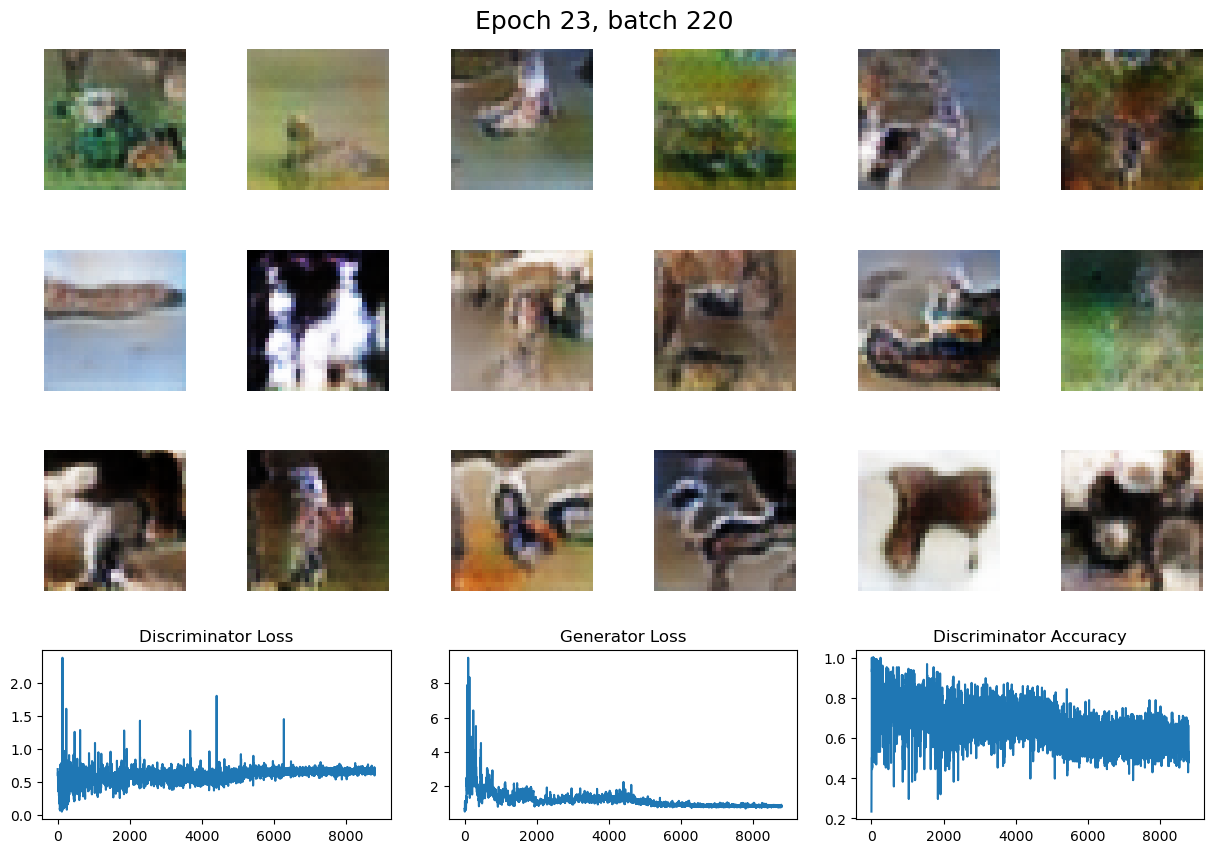 Epoch 23, batch 220
Discriminator Loss
Generator Loss
Discriminator Accuracy
2.0
1.5
1.0
0.5
0.0
0 2000 4000 6000 8000
8
6
4
2
0 2000 4000 6000 8000
1.0
0.8
0.6
0.4
0.2
0 2000 4000 6000 8000